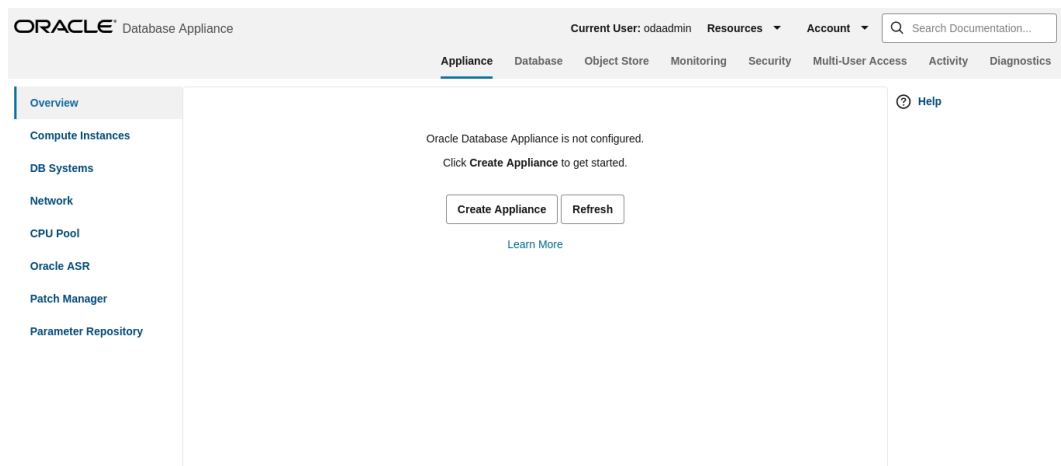 ORACLE® Database Appliance
Current User: odaadmin Resources Account Search Documentation...
Appliance Database Object Store Monitoring Security Multi-User Access Activity Diagnostics
Overview
Compute Instances
DB Systems
Network
CPU Pool
Oracle ASR
Patch Manager
Parameter Repository
Oracle Database Appliance is not configured.
Click Create Appliance to get started.
Create Appliance Refresh
Learn More
Help